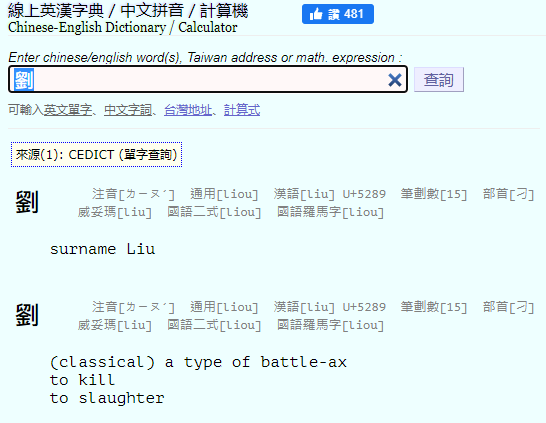 線上英漢字典 / 中文拼音 / 計算機
讚 481
Chinese-English Dictionary / Calculator
Enter chinese/english word(s), Taiwan address or math. expression :
劉
查詢
可輸入英文單字、中文字詞、台灣地址、計算式
來源(1): CEDICT (單字查詢)
劉 注音[ㄌㄧㄡˊ] 通用[liou] 漢語[liu] U+5289 筆劃數[15] 部首[刁]
威妥瑪[liu] 國語二式[liou] 國語羅馬字[liou]
surname Liu
劉 注音[ㄌㄧㄡˊ] 通用[liou] 漢語[liu] U+5289 筆劃數[15] 部首[刁]
威妥瑪[liu] 國語二式[liou] 國語羅馬字[liou]
(classical) a type of battle-ax
to kill
to slaughter